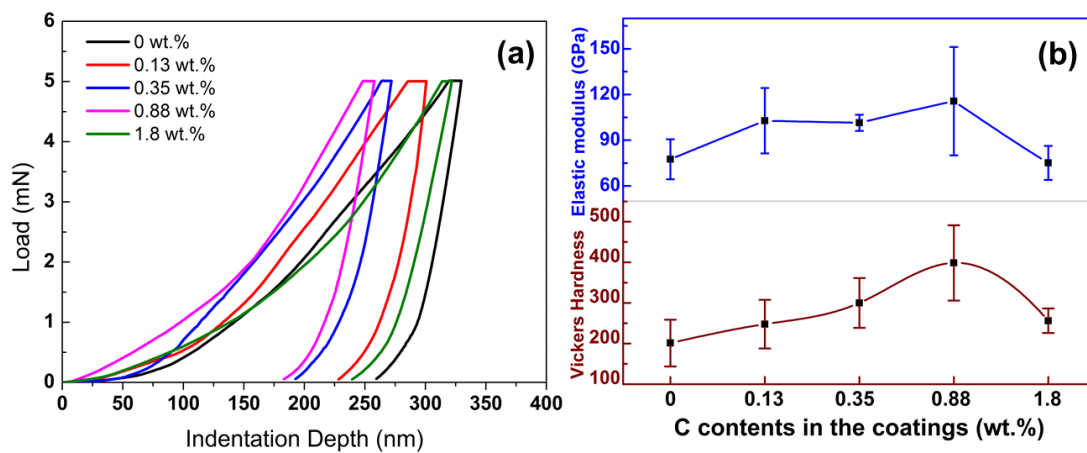 (a)
0 wt.%
0.13 wt.%
0.35 wt.%
0.88 wt.%
1.8 wt.%
Load (mN)
6
5
4
3
2
1
0
0 50 100 150 200 250 300 350 400
Indentation Depth (nm)
(b)
Elastic modulus (GPa)
150
120
90
60
Vickers Hardness
500
400
300
200
100
0 0.13 0.35 0.88 1.8
C contents in the coatings (wt.%)